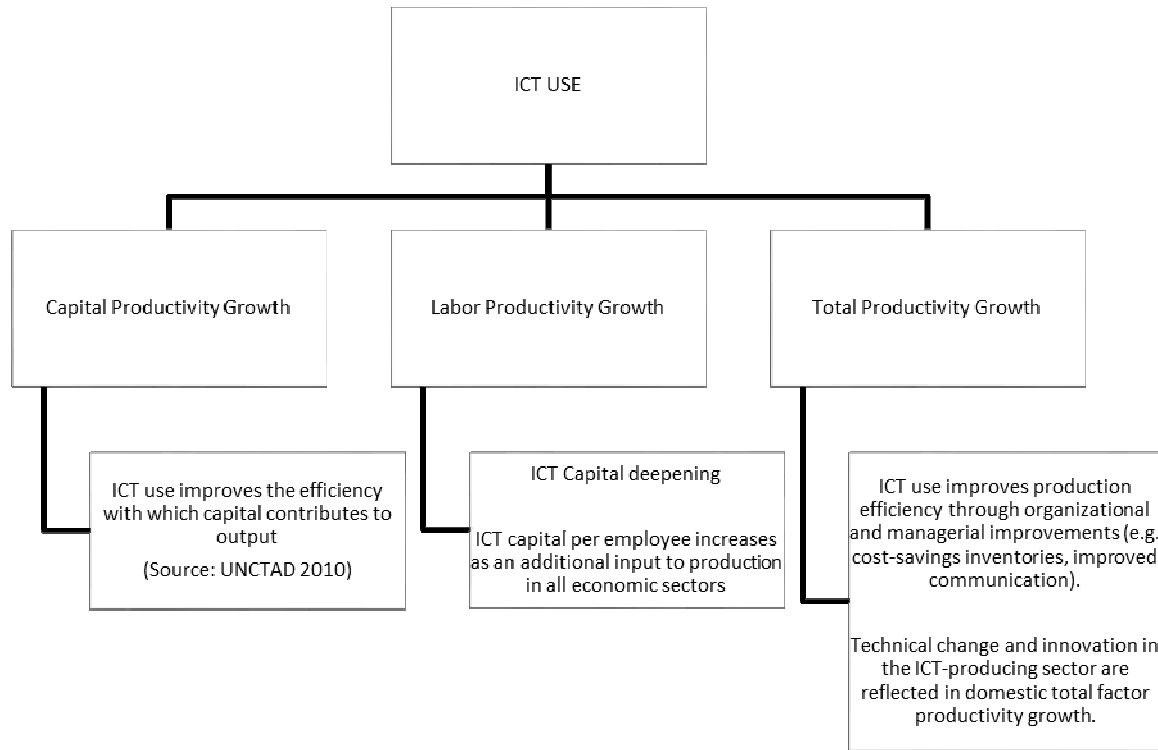 ICT USE
Capital Productivity Growth
Labor Productivity Growth
Total Productivity Growth
ICT use improves the efficiency
with which capital contributes to
output
(Source: UNCTAD 2010)
ICT Capital deepening
ICT capital per employee increases
as an additional input to production
in all economic sectors
ICT use improves production
efficiency through organizational
and managerial improvements (e.g.
cost-savings inventories, improved
communication).
Technical change and innovation in
the ICT-producing sector are
reflected in domestic total factor
productivity growth.